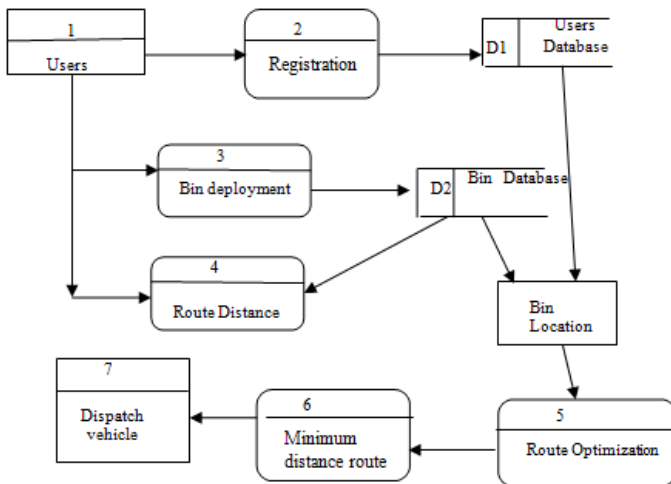 1
Users
2
Registration
D1
Users
Database
3
Bin deployment
D2
Bin Database
4
Route Distance
Bin
Location
7
Dispatch
vehicle
6
Minimum
distance route
5
Route Optimization